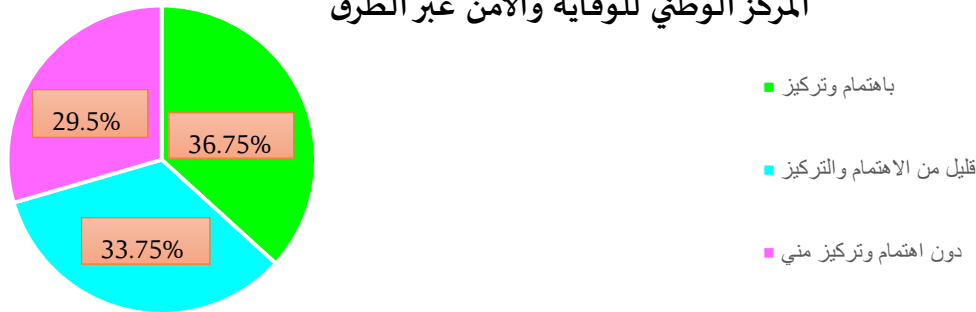 المركز الوطني للوقاية والأمن عبر الطرق
باهتمام وتركيز
قليل من الاهتمام والتركيز
دون اهتمام وتركيز مني
29.5%
36.75%
33.75%